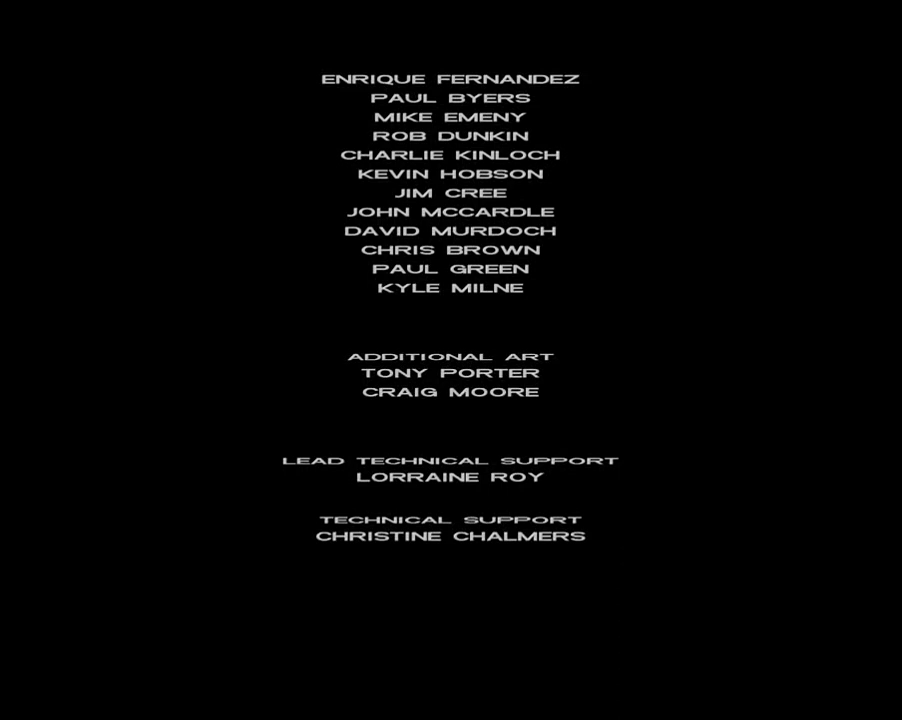 ENRIQUE FERNANDEZ
PAUL BYERS
MIKE EMENY
ROB DUNKIN
CHARLIE KINLOCH
KEVIN HOBSON
JIM CREE
JOHN MCCARDLE
DAVID MURDOCH
CHRIS BROWN
PAUL GREEN
KYLE MILNE
ADDITIONAL ART
TONY PORTER
CRAIG MOORE
LEAD TECHNICAL SUPPORT
LORRAINE ROY
TECHNICAL SUPPORT
CHRISTINE CHALMERS